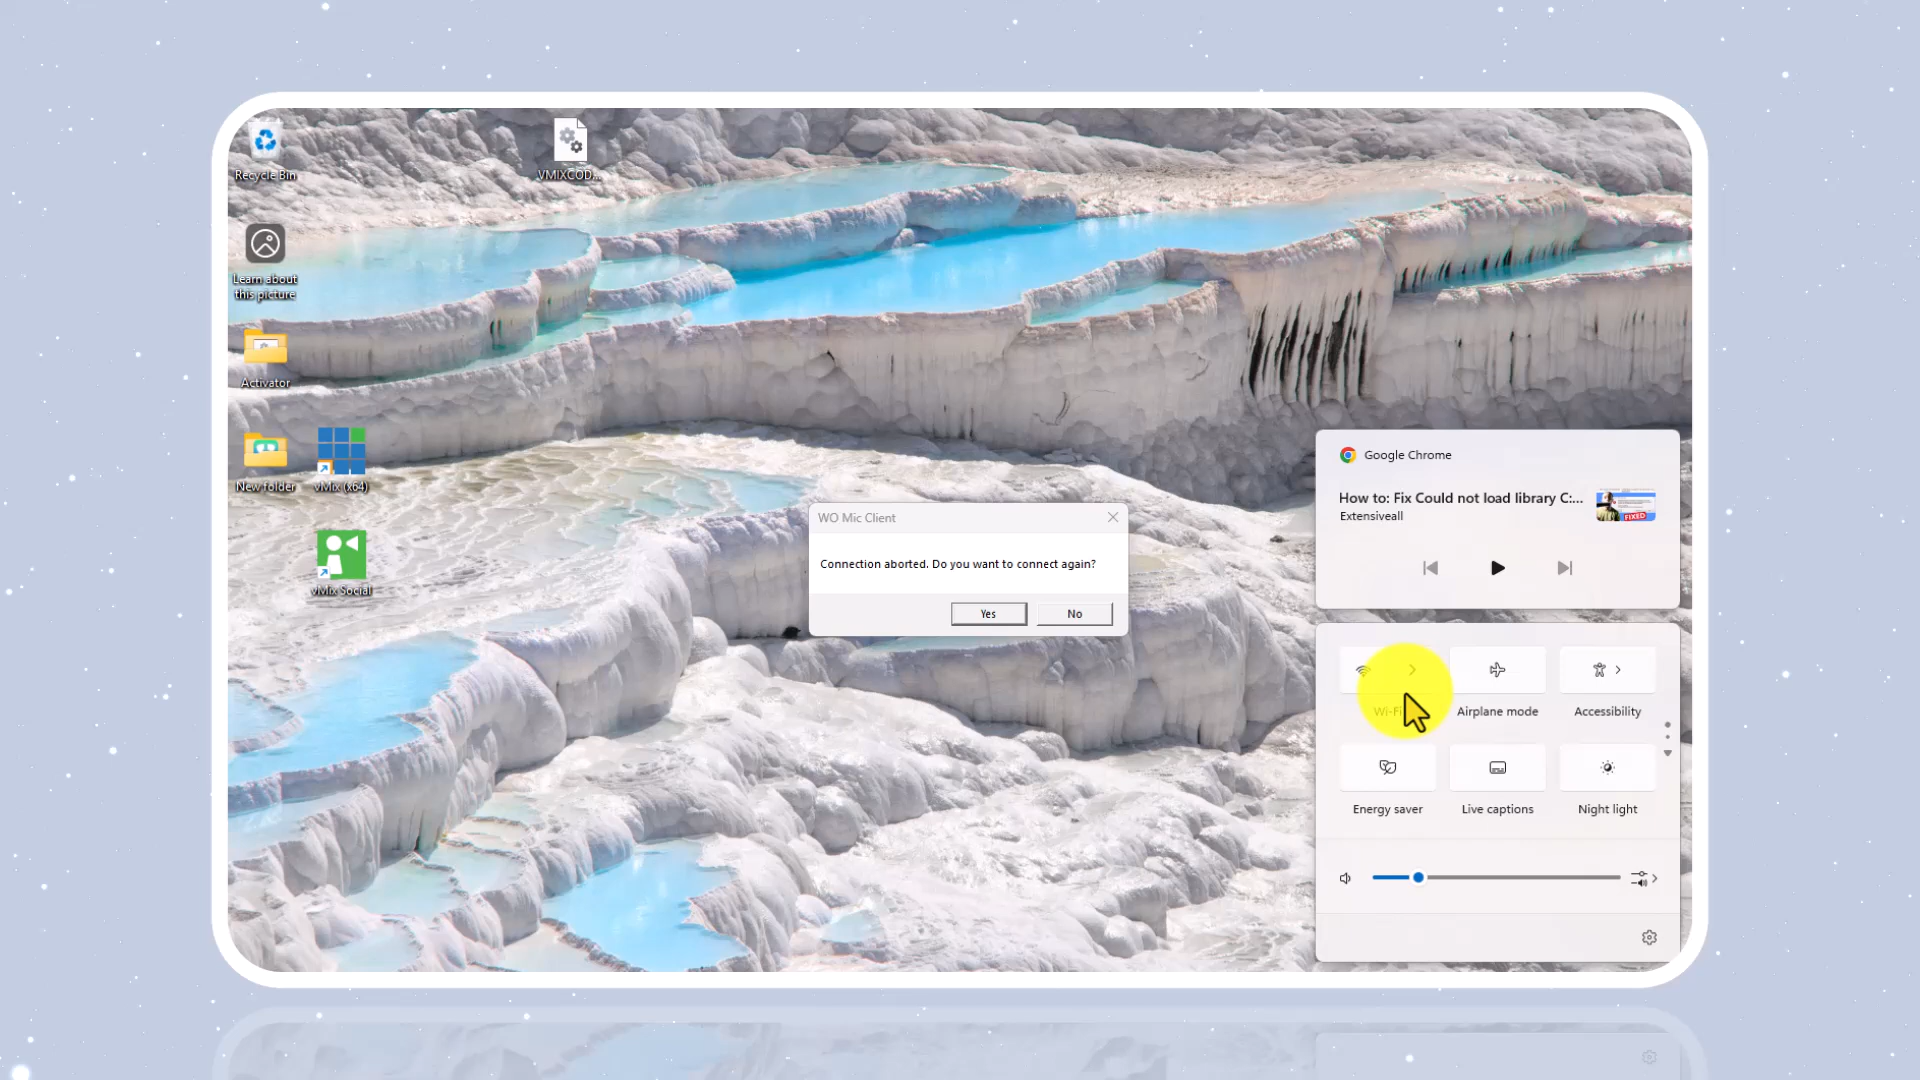 Recycle Bin
VMIXCOD...
Learn about
this picture
Activator
New folder
vMix (x64)
vMix Social
WO Mic Client
Connection aborted. Do you want to connect again?
Yes
No
Google Chrome
How to: Fix Could not load library C:...
Extensiveall
FIXED
Wi-Fi
Airplane mode
Accessibility
Energy saver
Live captions
Night light